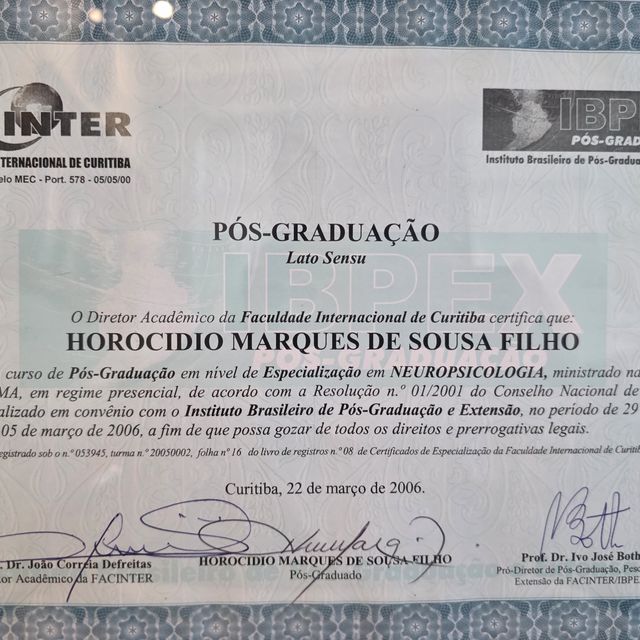 INTER
TERNACIONAL DE CURITIBA
elo MEC - Port. 578 - 05/05/00
IBP
PÓS-GRAD
Instituto Brasileiro de Pós-Gradua
PÓS-GRADUAÇÃO
Lato Sensu
IBPEX
PÓS-GRADUAÇÃO
O Diretor Acadêmico da Faculdade Internacional de Curitiba certifica que:
HOROCIDIO MARQUES DE SOUSA FILHO
curso de Pós-Graduação em nível de Especialização em NEUROPSICOLOGIA, ministrado na
MA, em regime presencial, de acordo com a Resolução n.º 01/2001 do Conselho Nacional de
alizado em convênio com o Instituto Brasileiro de Pós-Graduação e Extensão, no período de 29
05 de março de 2006, a fim de que possa gozar de todos os direitos e prerrogativas legais.
egistrado sob o n.º 053945, turma n.º 20050002, folha nº 16 do livro de registros n.º 08 de Certificados de Especialização da Faculdade Internacional de Curitib
Curitiba, 22 de março de 2006.
. Dr. João Correia Defreitas
tor Acadêmico da FACINTER
HOROCIDIO MARQUES DE SOUSA FILHO
Pós-Graduado
Prof. Dr. Ivo José Both
Pró-Diretor de Pós-Graduação, Pesq
Extensão da FACINTER/IBPE